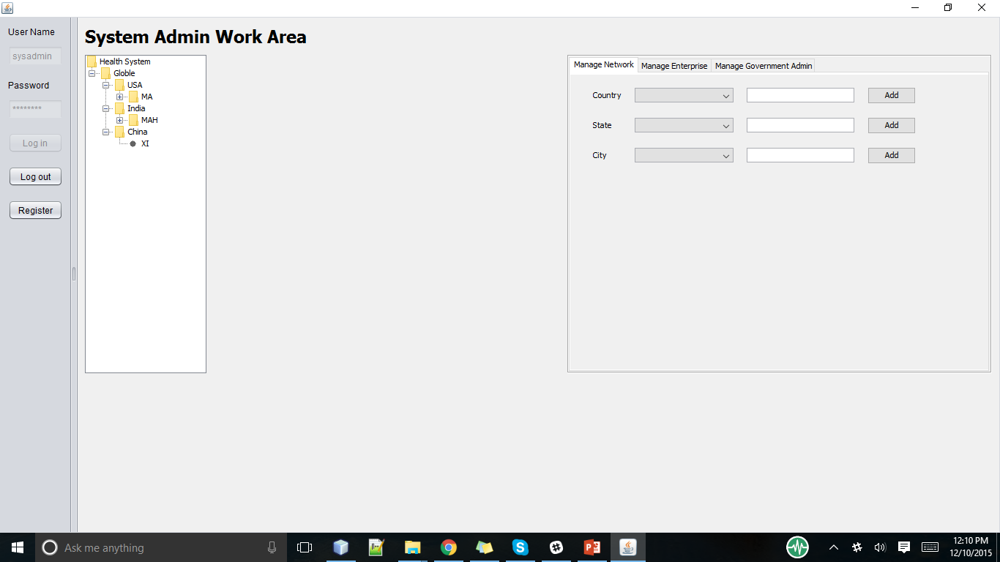 User Name
sysadmin
Password
********
Log in
Log out
Register
System Admin Work Area
Health System
Globle
USA
MA
India
MAH
China
XI
Manage Network Manage Enterprise Manage Government Admin
Country Add
State Add
City Add
Ask me anything
12:10 PM
12/10/2015